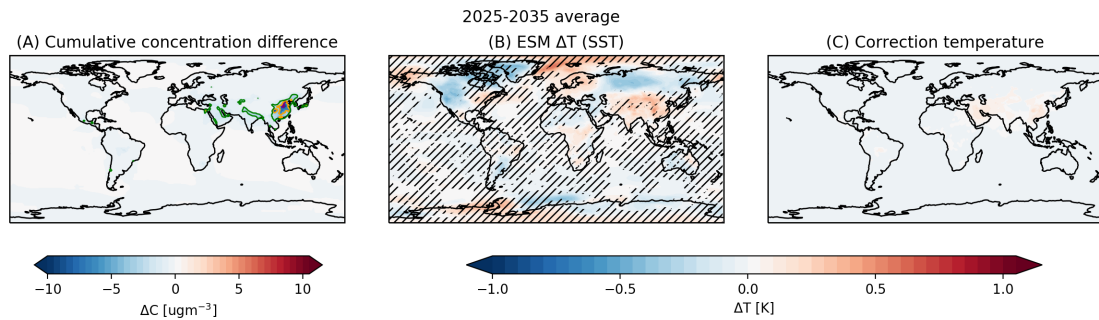 2025-2035 average
(A) Cumulative concentration difference
(B) ESM ΔT (SST)
(C) Correction temperature
−10 −5 0 5 10
ΔC [ugm⁻³]
−1.0 −0.5 0.0 0.5 1.0
ΔT [K]